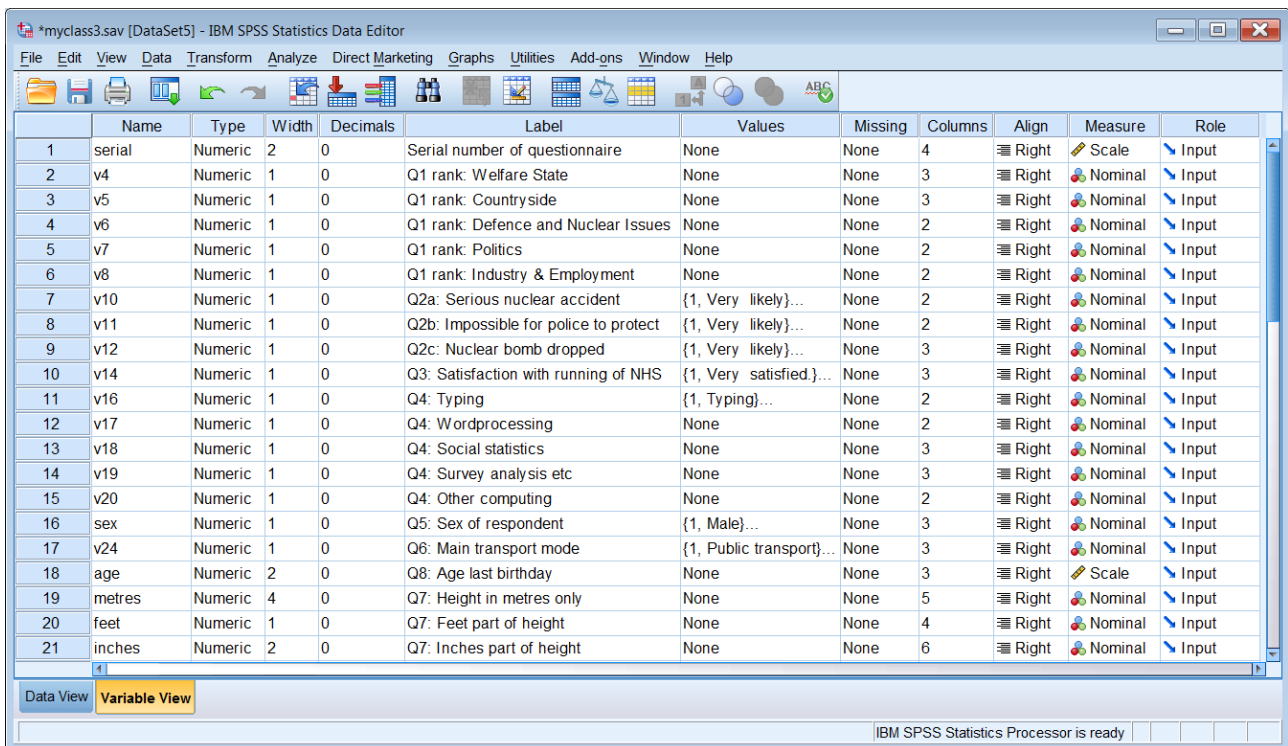 *myclass3.sav [DataSet5] - IBM SPSS Statistics Data Editor
File Edit View Data Transform Analyze Direct Marketing Graphs Utilities Add-ons Window Help
Name Type Width Decimals Label Values Missing Columns Align Measure Role
1 serial Numeric 2 0 Serial number of questionnaire None None 4 Right Scale Input
2 v4 Numeric 1 0 Q1 rank: Welfare State None None 3 Right Nominal Input
3 v5 Numeric 1 0 Q1 rank: Countryside None None 3 Right Nominal Input
4 v6 Numeric 1 0 Q1 rank: Defence and Nuclear Issues None None 2 Right Nominal Input
5 v7 Numeric 1 0 Q1 rank: Politics None None 2 Right Nominal Input
6 v8 Numeric 1 0 Q1 rank: Industry & Employment None None 2 Right Nominal Input
7 v10 Numeric 1 0 Q2a: Serious nuclear accident {1, Very likely}... None 2 Right Nominal Input
8 v11 Numeric 1 0 Q2b: Impossible for police to protect {1, Very likely}... None 2 Right Nominal Input
9 v12 Numeric 1 0 Q2c: Nuclear bomb dropped {1, Very likely}... None 3 Right Nominal Input
10 v14 Numeric 1 0 Q3: Satisfaction with running of NHS {1, Very satisfied.}... None 3 Right Nominal Input
11 v16 Numeric 1 0 Q4: Typing {1, Typing}... None 2 Right Nominal Input
12 v17 Numeric 1 0 Q4: Wordprocessing None None 2 Right Nominal Input
13 v18 Numeric 1 0 Q4: Social statistics None None 3 Right Nominal Input
14 v19 Numeric 1 0 Q4: Survey analysis etc None None 3 Right Nominal Input
15 v20 Numeric 1 0 Q4: Other computing None None 2 Right Nominal Input
16 sex Numeric 1 0 Q5: Sex of respondent {1, Male}... None 3 Right Nominal Input
17 v24 Numeric 1 0 Q6: Main transport mode {1, Public transport}... None 3 Right Nominal Input
18 age Numeric 2 0 Q8: Age last birthday None None 3 Right Scale Input
19 metres Numeric 4 0 Q7: Height in metres only None None 5 Right Nominal Input
20 feet Numeric 1 0 Q7: Feet part of height None None 4 Right Nominal Input
21 inches Numeric 2 0 Q7: Inches part of height None None 6 Right Nominal Input
Data View Variable View
IBM SPSS Statistics Processor is ready